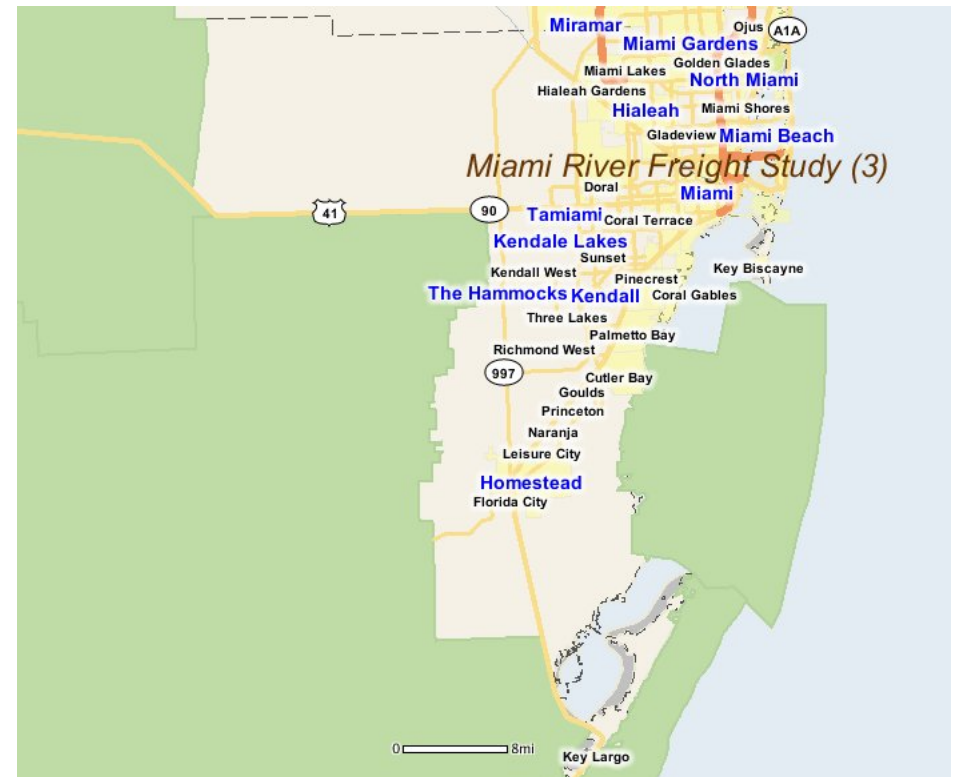 Miramar
Ojus
A1A
Miami Gardens
Golden Glades
Miami Lakes
North Miami
Hialeah Gardens
Hialeah
Miami Shores
Gladeview
Miami Beach
Miami River Freight Study (3)
Doral
Miami
41
90
Tamiami
Coral Terrace
Kendale Lakes
Sunset
Kendall West
Key Biscayne
Pinecrest
The Hammocks
Kendall
Coral Gables
Three Lakes
Palmetto Bay
Richmond West
997
Cutler Bay
Goulds
Princeton
Naranja
Leisure City
Homestead
Florida City
0
8mi
Key Largo